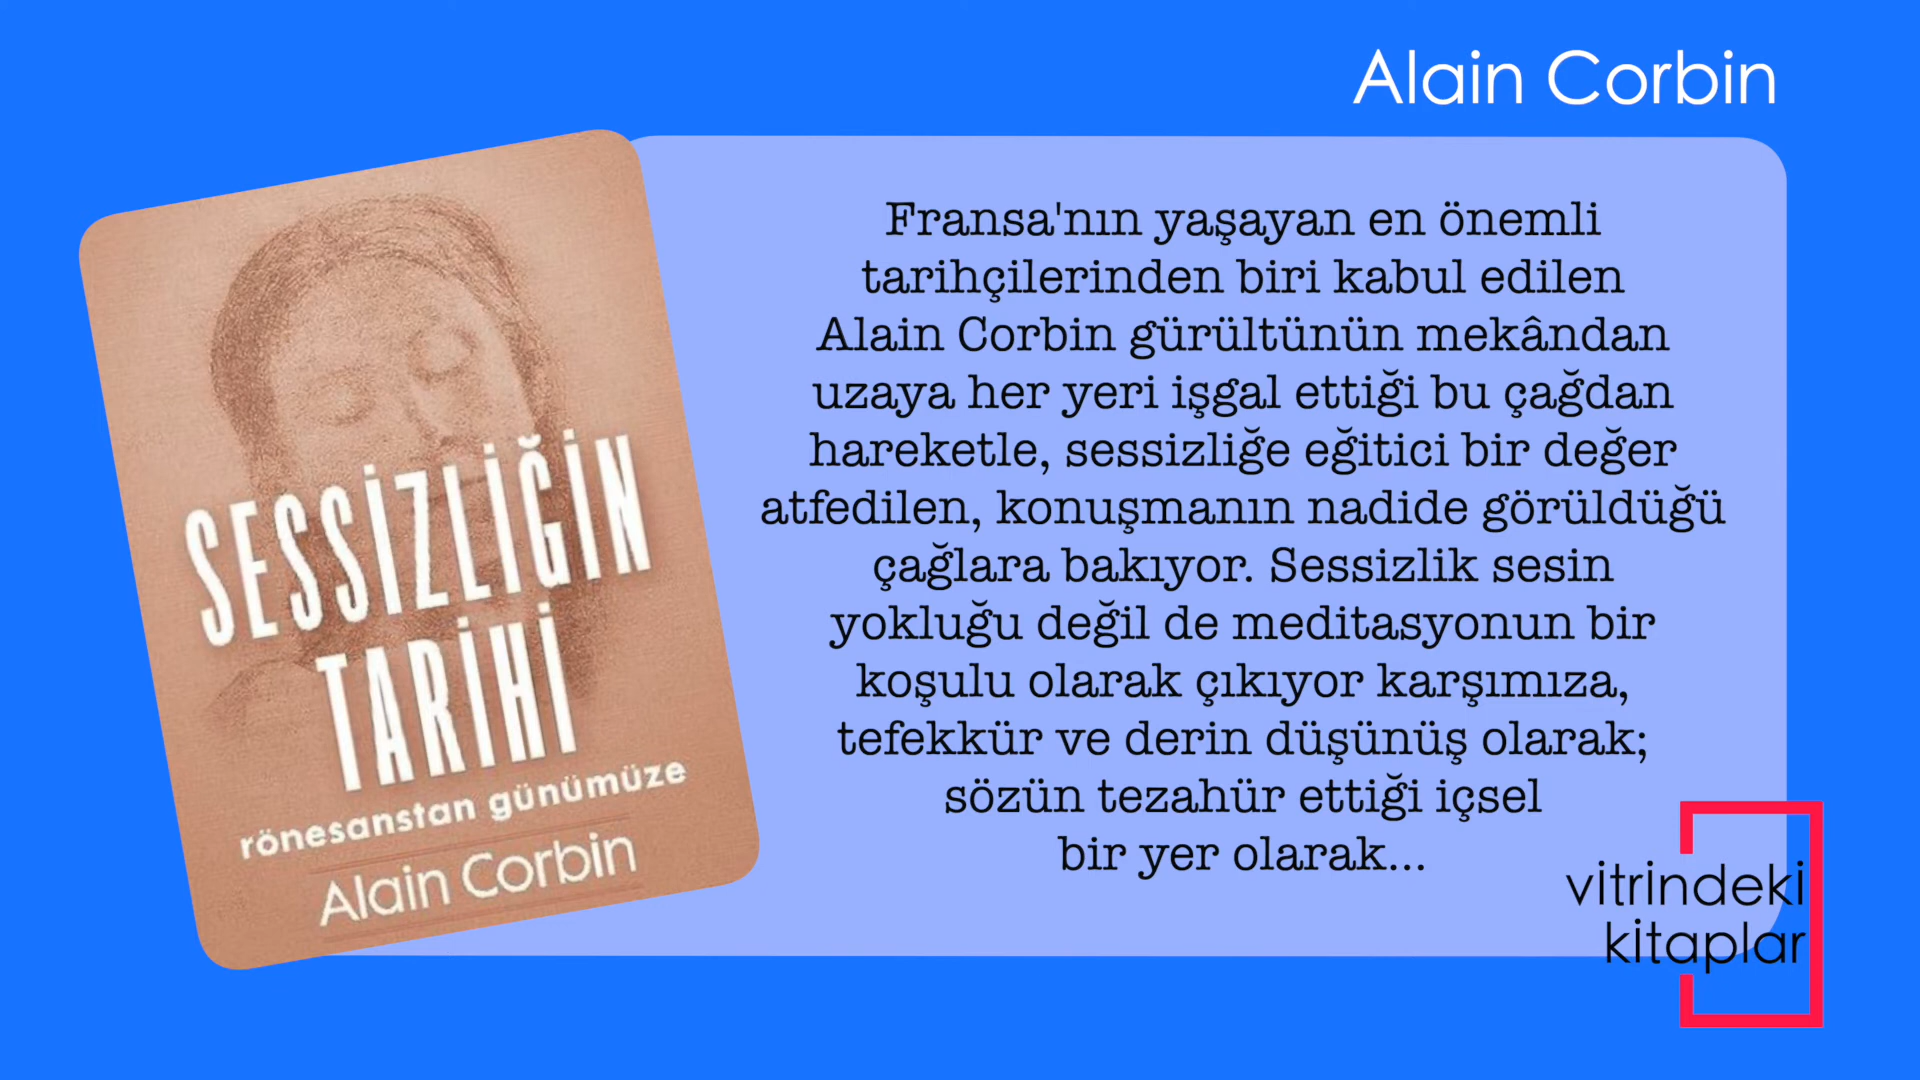 Alain Corbin
SESSİZLİĞİN
TARİHİ
rönesanstan günümüze
Alain Corbin
Fransa'nın yaşayan en önemli
tarihçilerinden biri kabul edilen
Alain Corbin gürültünün mekândan
uzaya her yeri işgal ettiği bu çağdan
hareketle, sessizliğe eğitici bir değer
atfedilen, konuşmanın nadide görüldüğü
çağlara bakıyor. Sessizlik sesin
yokluğu değil de meditasyonun bir
koşulu olarak çıkıyor karşımıza,
tefekkür ve derin düşünüş olarak;
sözün tezahür ettiği içsel
bir yer olarak...
vitrindeki
kitaplar